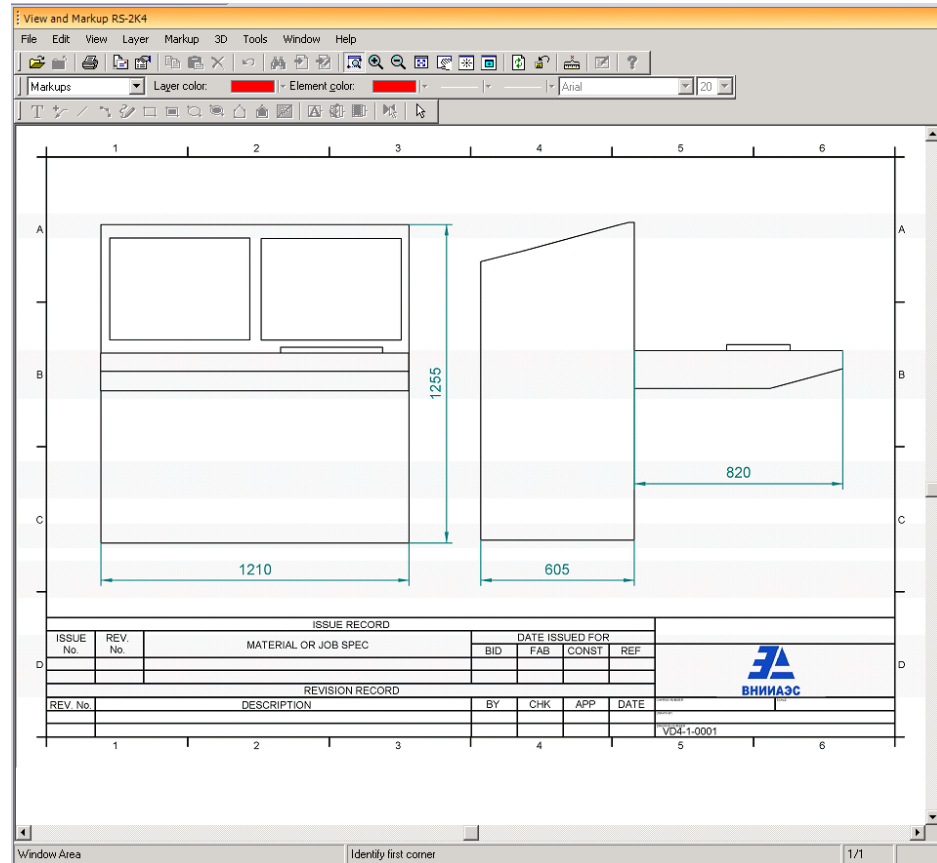 View and Markup RS-2K4
File Edit View Layer Markup 3D Tools Window Help
Markups Layer color: Element color: Arial 20
1 2 3 4 5 6
A A
1255
B B
820
C C
1210 605
ISSUE RECORD
ISSUE No. REV. No. MATERIAL OR JOB SPEC DATE ISSUED FOR
BID FAB CONST REF
D D
ВНИИАЭС
REVISION RECORD
REV. No. DESCRIPTION BY CHK APP DATE
VD4-1-0001
1 2 3 4 5 6
Window Area Identify first corner 1/1